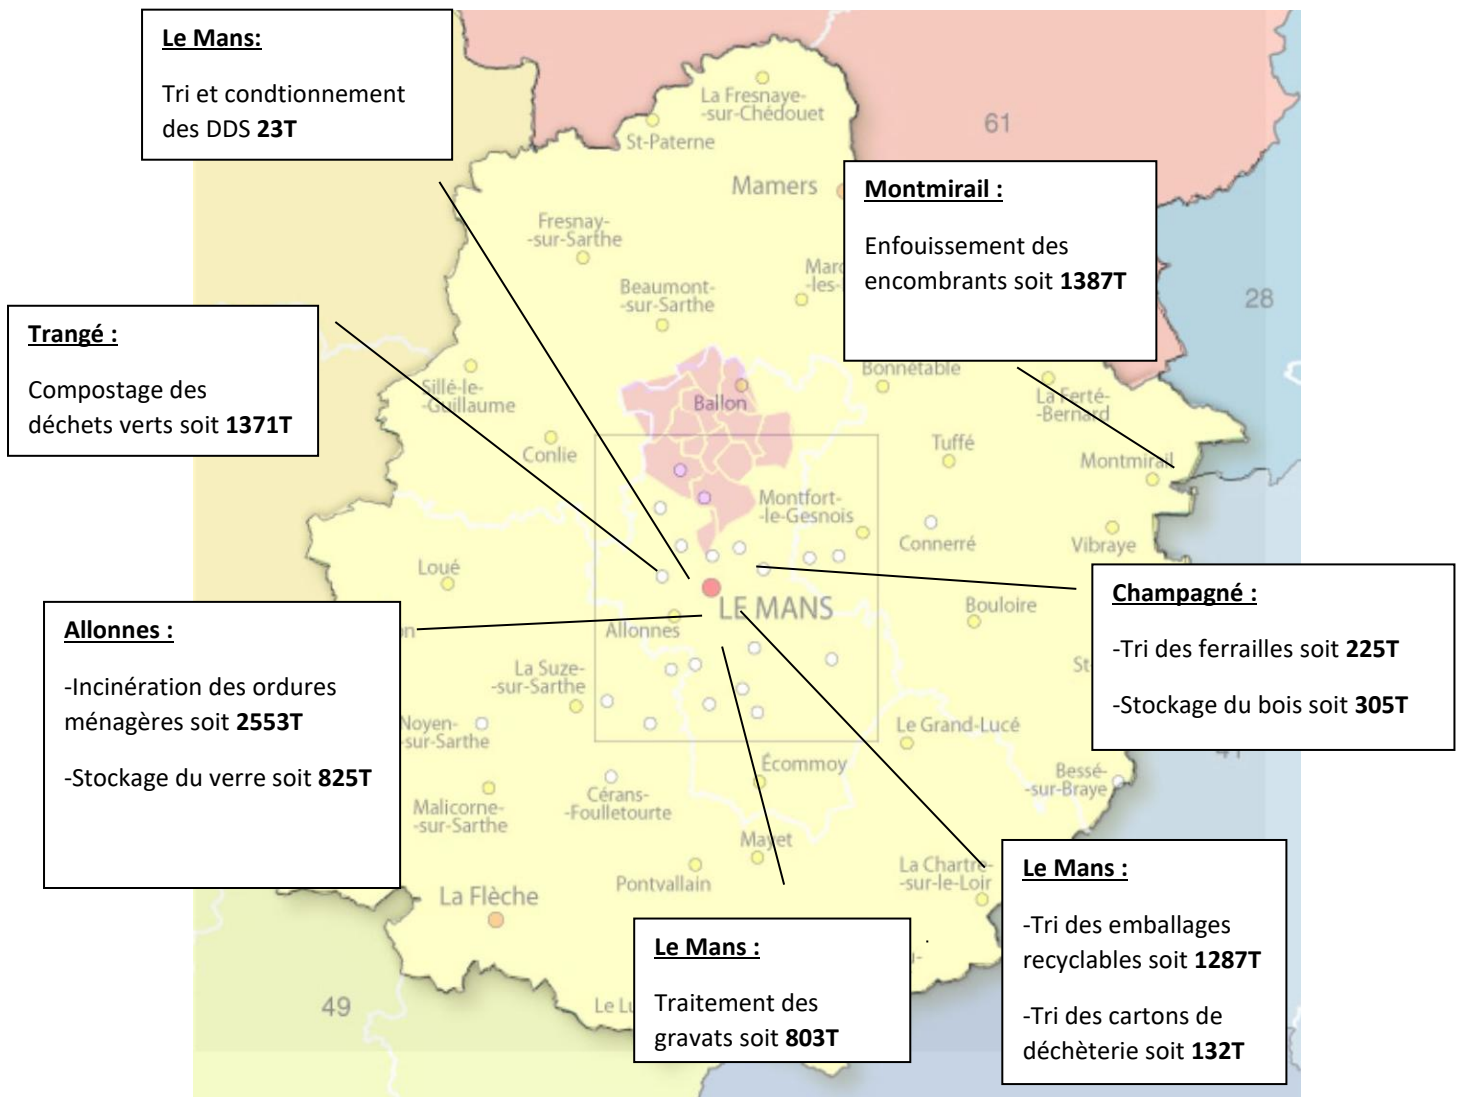 Le Mans:
Tri et condtionnement
des DDS 23T
La Fresnaye-
-sur-Chédouet
61
St-Paterne
Mamers
Montmirail :
Enfouissement des
encombrants soit 1387T
Fresnay-
-sur-Sarthe
Beaumont-
-sur-Sarthe
-les-
28
Trangé :
Compostage des
déchets verts soit 1371T
Bonnétable
La Ferté-
-Bernard
Sillé-le-
-Guillaume
Ballon
Conlie
Tuffé
Montmirail
Montfort-
-le-Gesnois
Connerré
Vibraye
Loué
LE MANS
Allonnes
Bouloire
Champagné :
-Tri des ferrailles soit 225T
-Stockage du bois soit 305T
Allonnes :
-Incinération des ordures
ménagères soit 2553T
-Stockage du verre soit 825T
La Suze-
-sur-Sarthe
Noyen-
-sur-Sarthe
Le Grand-Lucé
Écommoy
Bessé-
-sur-Braye
Cérans-
-Foulletourte
Malicorne-
-sur-Sarthe
Mayet
Pontvallain
La Chartre-
-sur-le-Loir
La Flèche
Le Mans :
-Tri des emballages
recyclables soit 1287T
-Tri des cartons de
déchèterie soit 132T
Le Mans :
Traitement des
gravats soit 803T
49